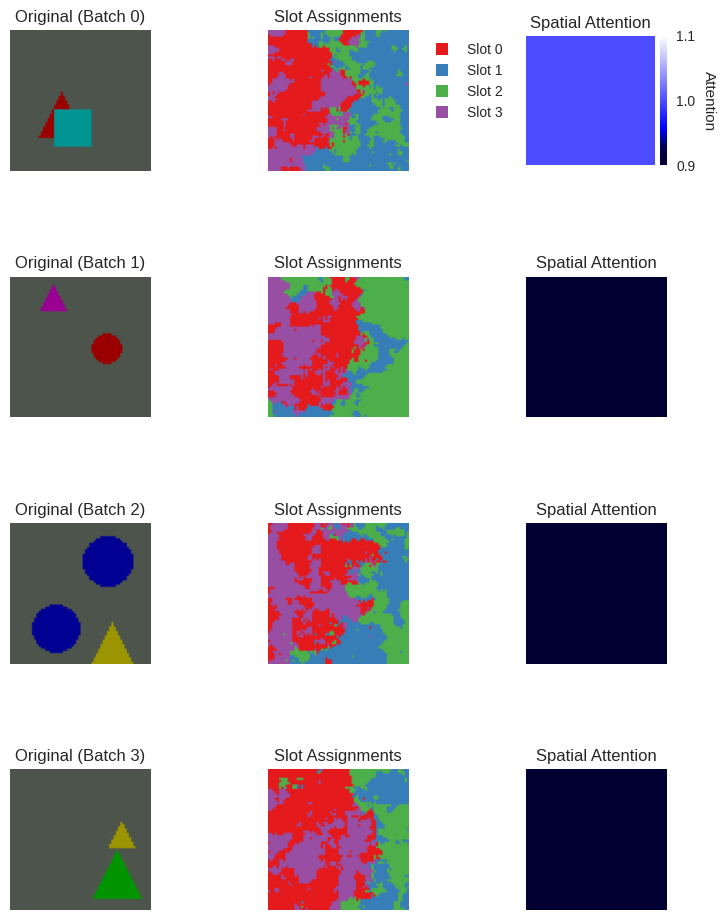 Original (Batch 0)
Slot Assignments
Slot 0
Slot 1
Slot 2
Slot 3
Spatial Attention
1.1
1.0
0.9
Attention
Original (Batch 1)
Slot Assignments
Spatial Attention
Original (Batch 2)
Slot Assignments
Spatial Attention
Original (Batch 3)
Slot Assignments
Spatial Attention